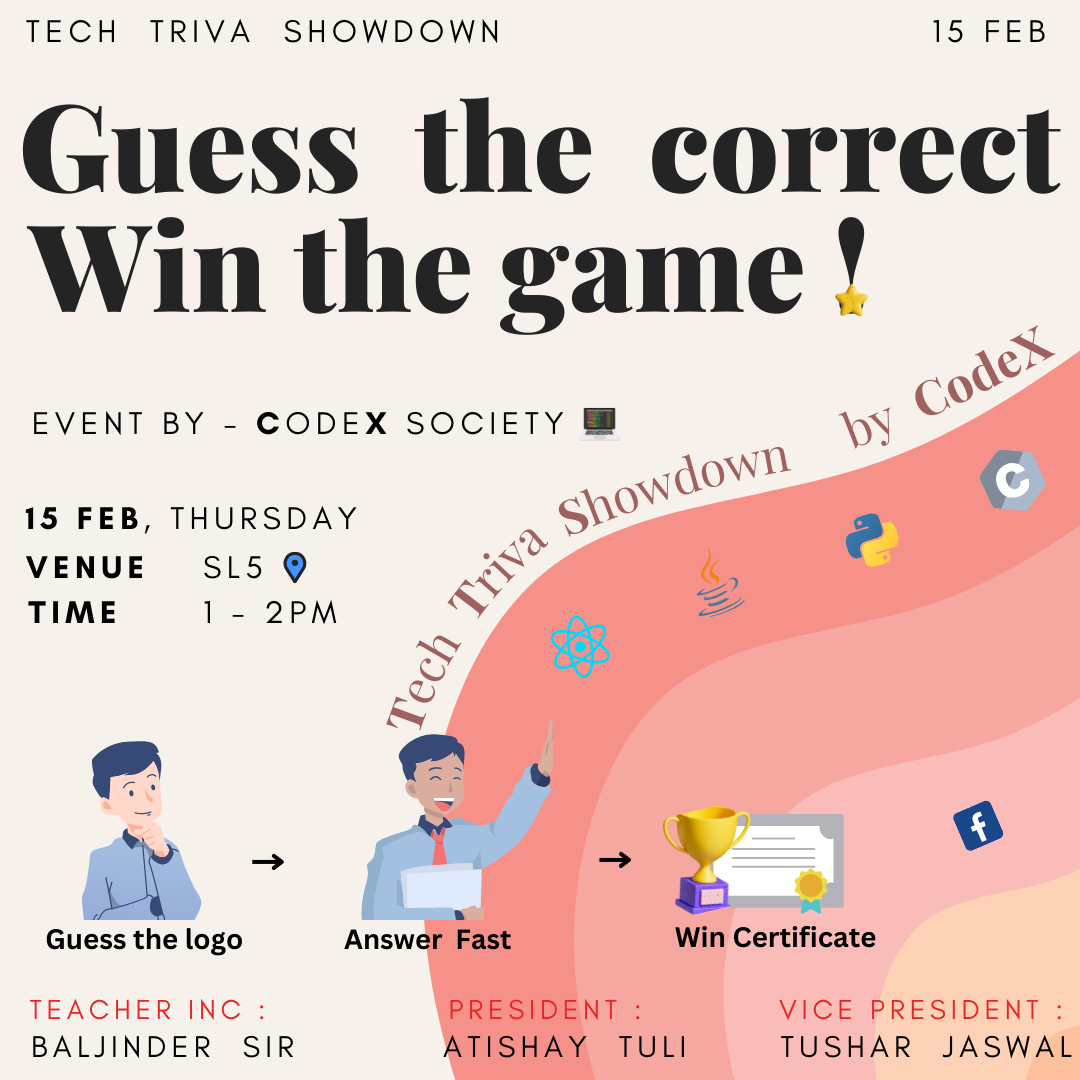 TECH TRIVA SHOWDOWN
15 FEB
Guess the correct
Win the game !
Tech Triva Showdown by CodeX
EVENT BY - CODEX SOCIETY
15 FEB, THURSDAY
VENUE SL5
TIME 1 - 2PM
Guess the logo
Answer Fast
Win Certificate
TEACHER INC :
BALJINDER SIR
PRESIDENT :
ATISHAY TULI
VICE PRESIDENT :
TUSHAR JASWAL